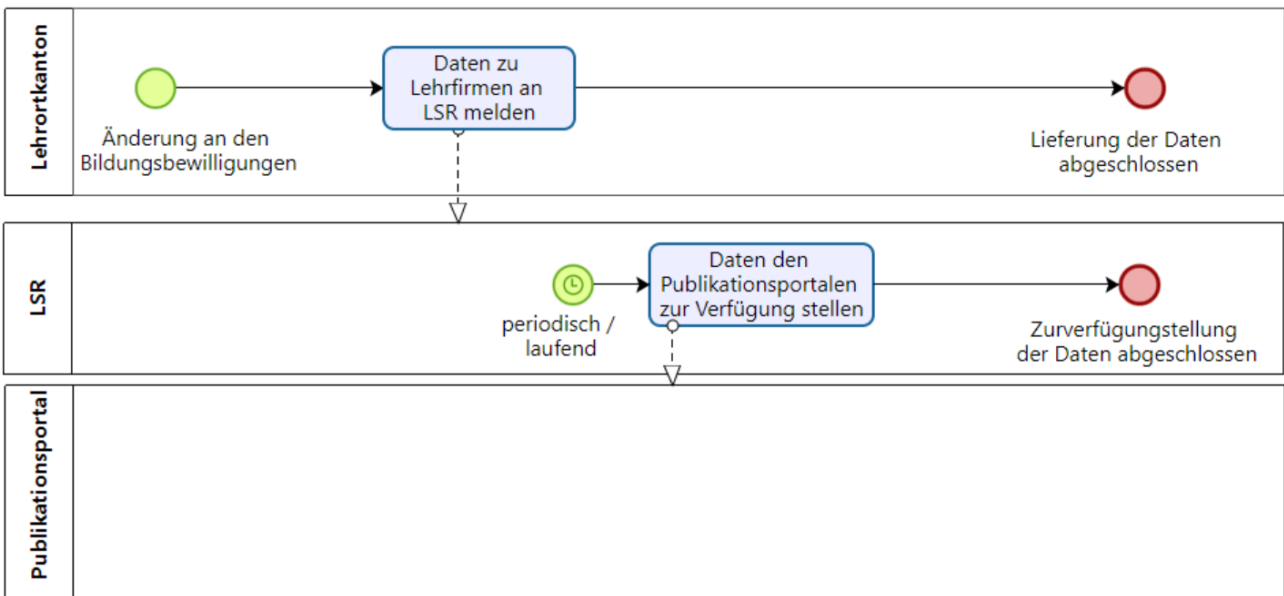 Lehrortkanton
Daten zu
Lehrfirmen an
LSR melden
Änderung an den
Bildungsbewilligungen
Lieferung der Daten
abgeschlossen
LSR
periodisch /
laufend
Daten den
Publikationsportalen
zur Verfügung stellen
Zurverfügungstellung
der Daten abgeschlossen
Publikationsportal